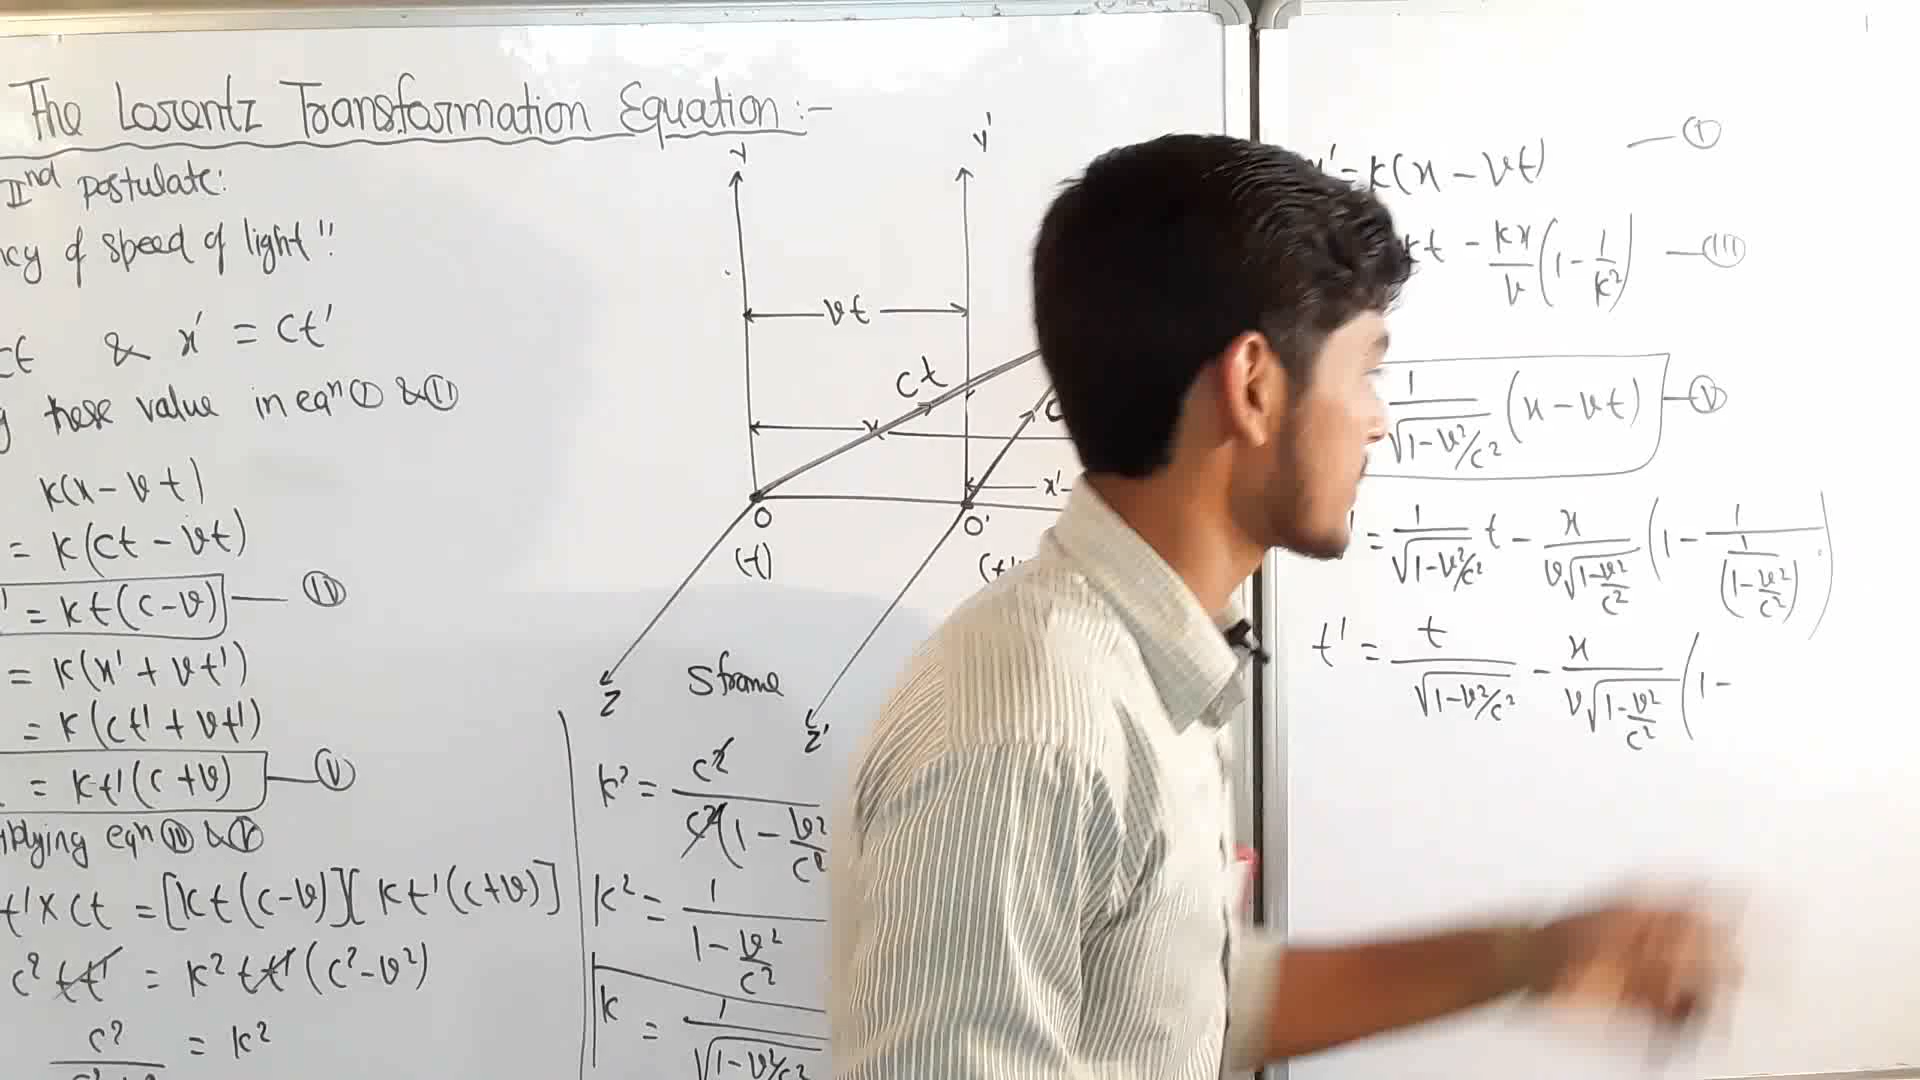 The Lorentz Transformation Equation :-
IInd postulate:
of speed of light"
ct & x' = ct'
these value in eqn (I) & (II)
k(x - vt)
= k(ct - vt)
' = kt(c-v) — (IV)
= k(x' + vt')
= k(ct' + vt')
= kt'(c+v) — (V)
eqn (IV) & (V)
t' x ct = [kt(c-v)][kt'(c+v)]
c² tt' = k² tt' (c²-v²)
c² / = k²
Y
Y'
vt
ct
c
x
x'
O
O'
(t)
(t'
Z
Z'
S frame
k² = c² / c²(1 - v²/c²
k² = 1 / 1 - v²/c²
k = 1 / √1-v²/c²
x' = k(x - vt) — (I)
kt - kx/v (1 - 1/k²) — (III)
1/√1-v²/c² (x - vt) — (V)
' = 1/√1-v²/c² t - x/v√1-v²/c² (1 - 1/1/(1-v²/c²))
t' = t/√1-v²/c² - x/v√1-v²/c² (1 -